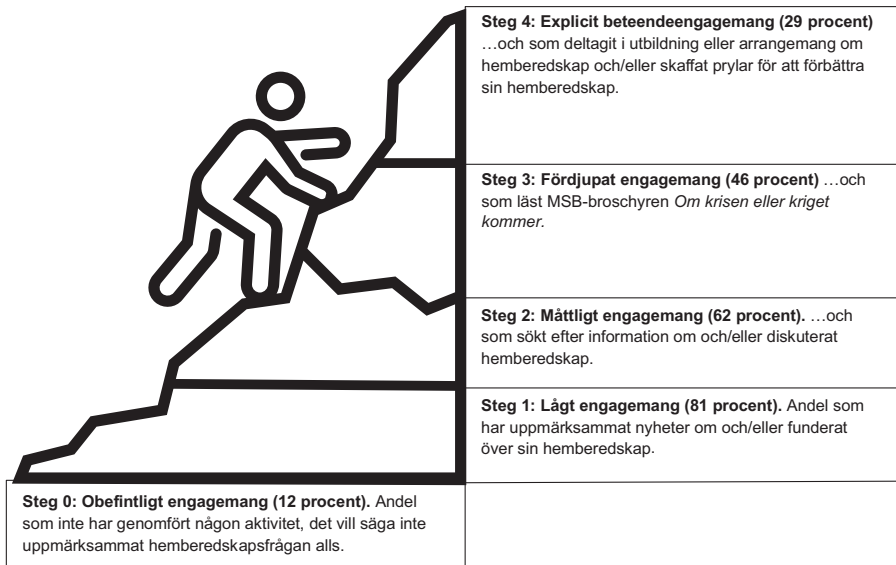 Steg 4: Explicit beteendeengagemang (29 procent)
…och som deltagit i utbildning eller arrangemang om
hemberedskap och/eller skaffat prylar för att förbättra
sin hemberedskap.
Steg 3: Fördjupat engagemang (46 procent) …och
som läst MSB-broschyren Om krisen eller kriget
kommer.
Steg 2: Måttligt engagemang (62 procent). …och
som sökt efter information om och/eller diskuterat
hemberedskap.
Steg 1: Lågt engagemang (81 procent). Andel som
har uppmärksammat nyheter om och/eller funderat
över sin hemberedskap.
Steg 0: Obefintligt engagemang (12 procent). Andel
som inte har genomfört någon aktivitet, det vill säga inte
uppmärksammat hemberedskapsfrågan alls.